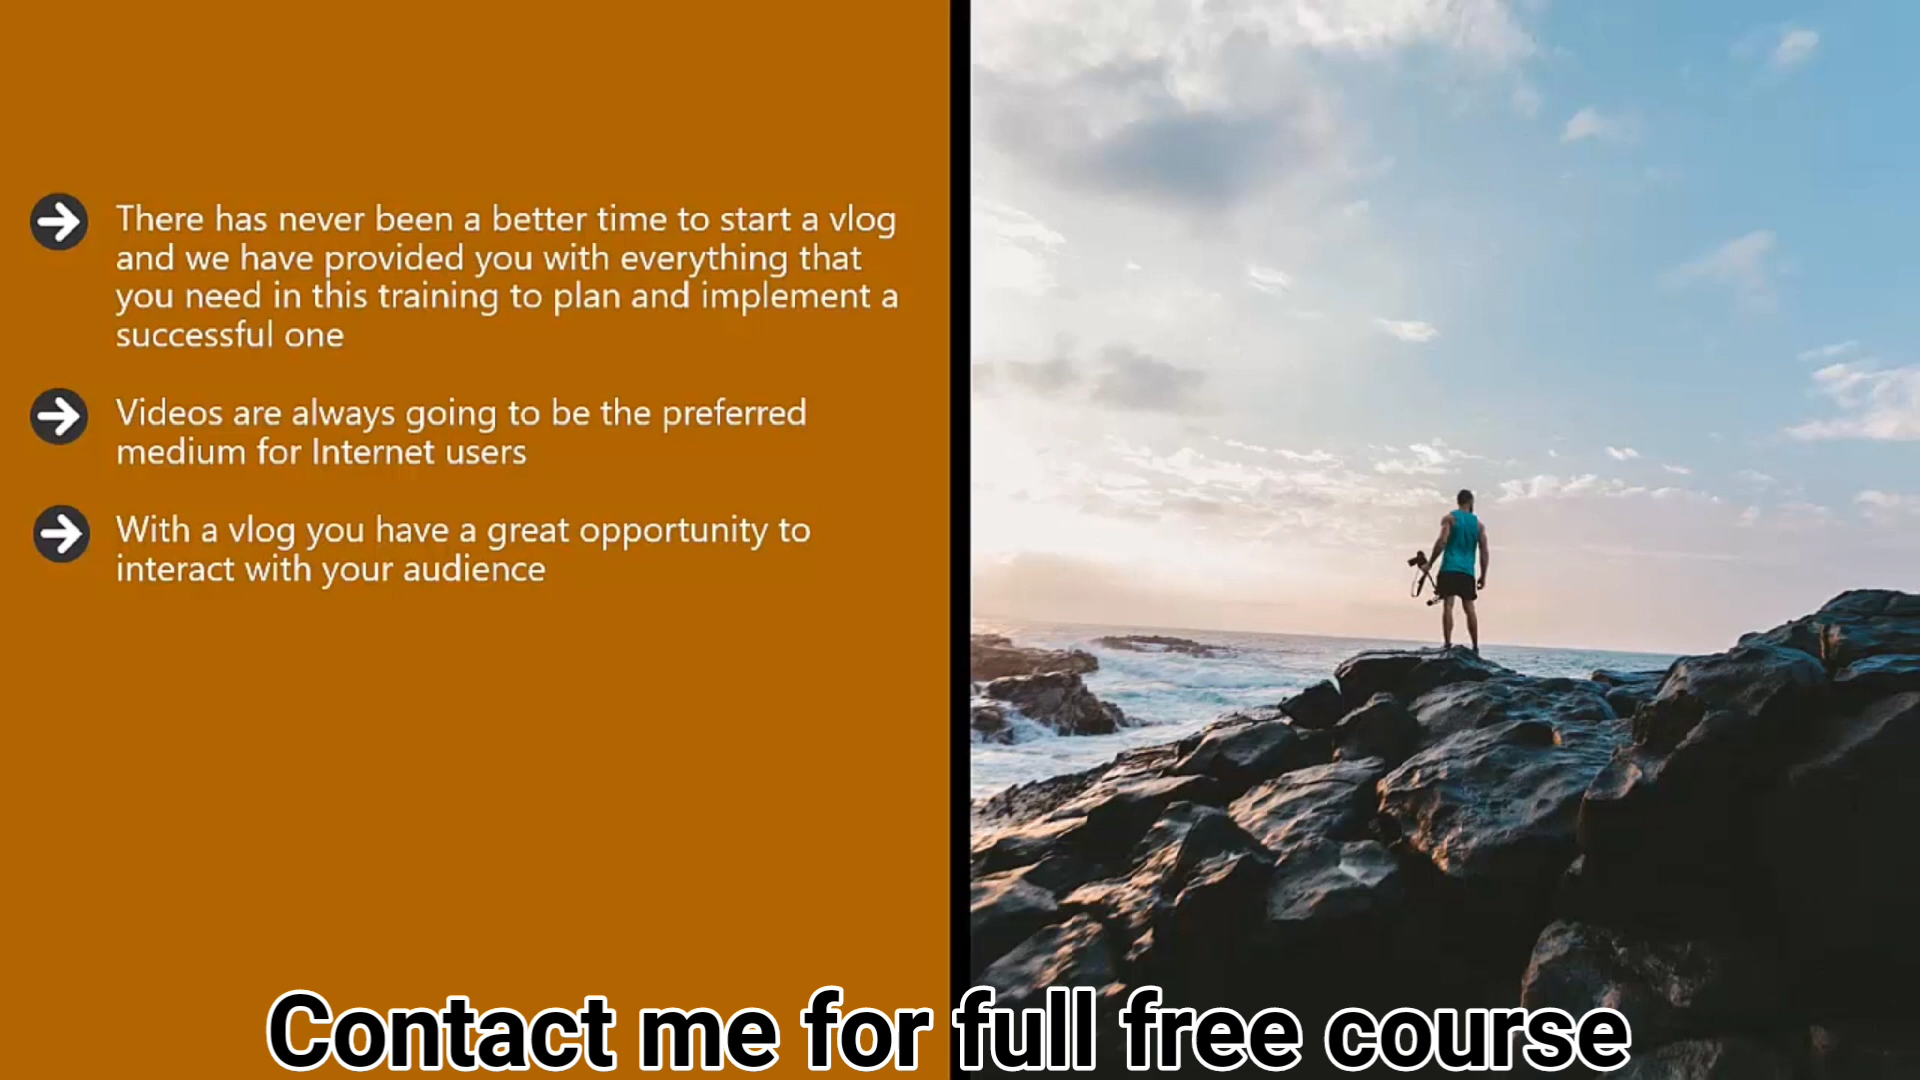 There has never been a better time to start a vlog
and we have provided you with everything that
you need in this training to plan and implement a
successful one
Videos are always going to be the preferred
medium for Internet users
With a vlog you have a great opportunity to
interact with your audience
Contact me for full free course